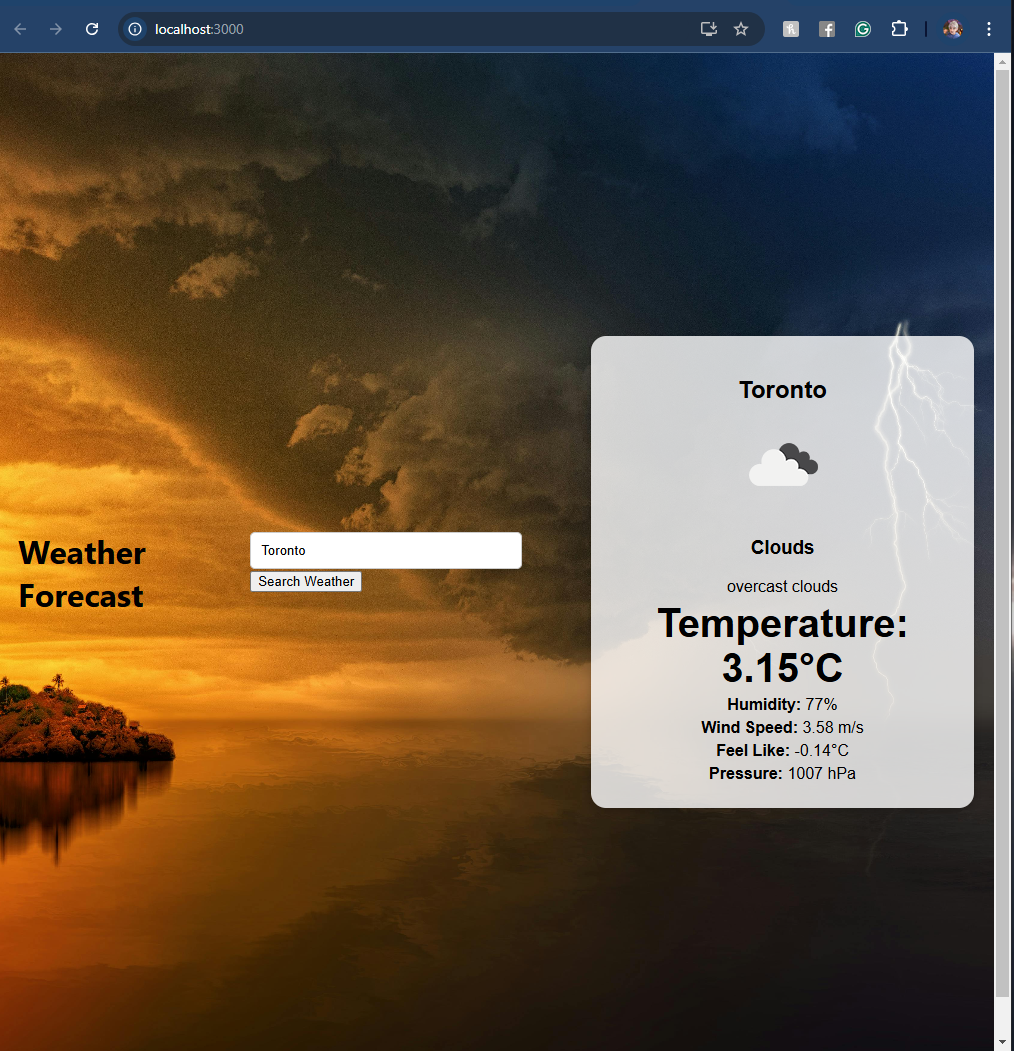 localhost:3000
Weather
Forecast
Toronto
Search Weather
Toronto
Clouds
overcast clouds
Temperature:
3.15°C
Humidity: 77%
Wind Speed: 3.58 m/s
Feel Like: -0.14°C
Pressure: 1007 hPa